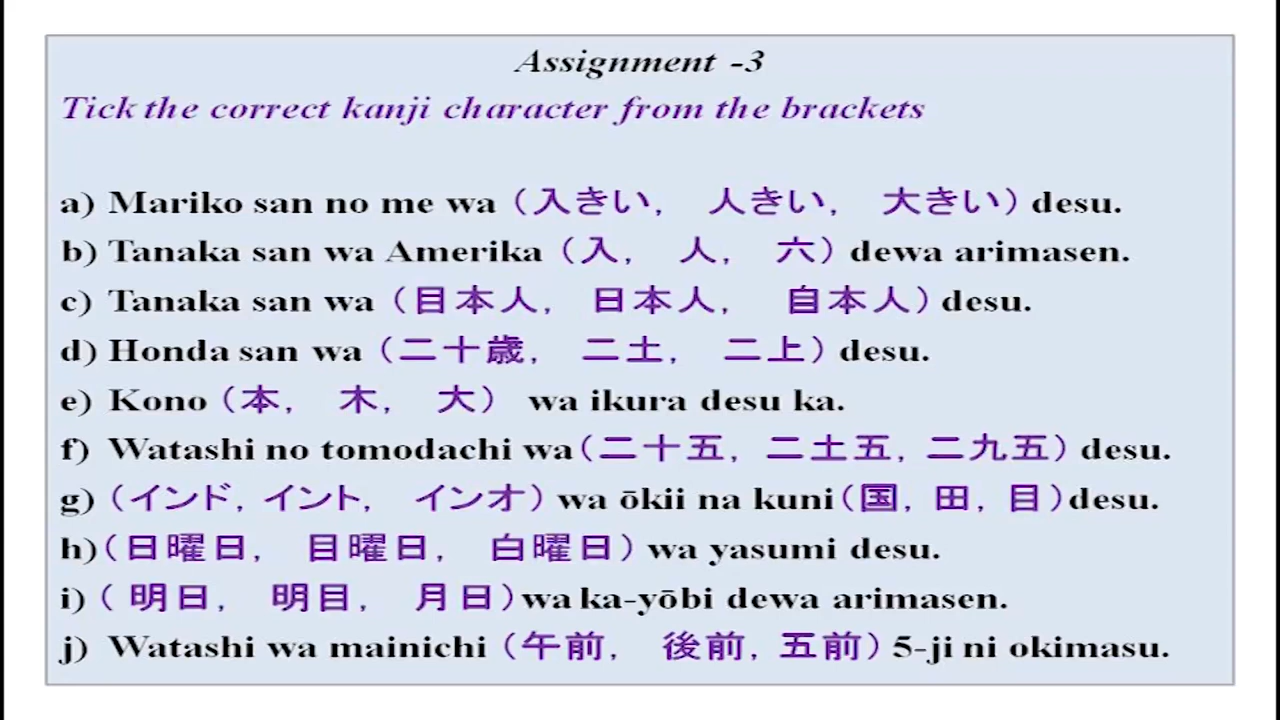 Assignment -3
Tick the correct kanji character from the brackets
a) Mariko san no me wa (入きい, 人きい, 大きい) desu.
b) Tanaka san wa Amerika (入, 人, 六) dewa arimasen.
c) Tanaka san wa (目本人, 日本人, 自本人) desu.
d) Honda san wa (二十歳, 二土, 二上) desu.
e) Kono (本, 木, 大) wa ikura desu ka.
f) Watashi no tomodachi wa(二十五, 二土五, 二九五) desu.
g) (インド, イント, インオ) wa ōkii na kuni(国, 田, 目)desu.
h)(日曜日, 目曜日, 白曜日) wa yasumi desu.
i) ( 明日, 明目, 月日)wa ka-yōbi dewa arimasen.
j) Watashi wa mainichi (午前, 後前, 五前) 5-ji ni okimasu.